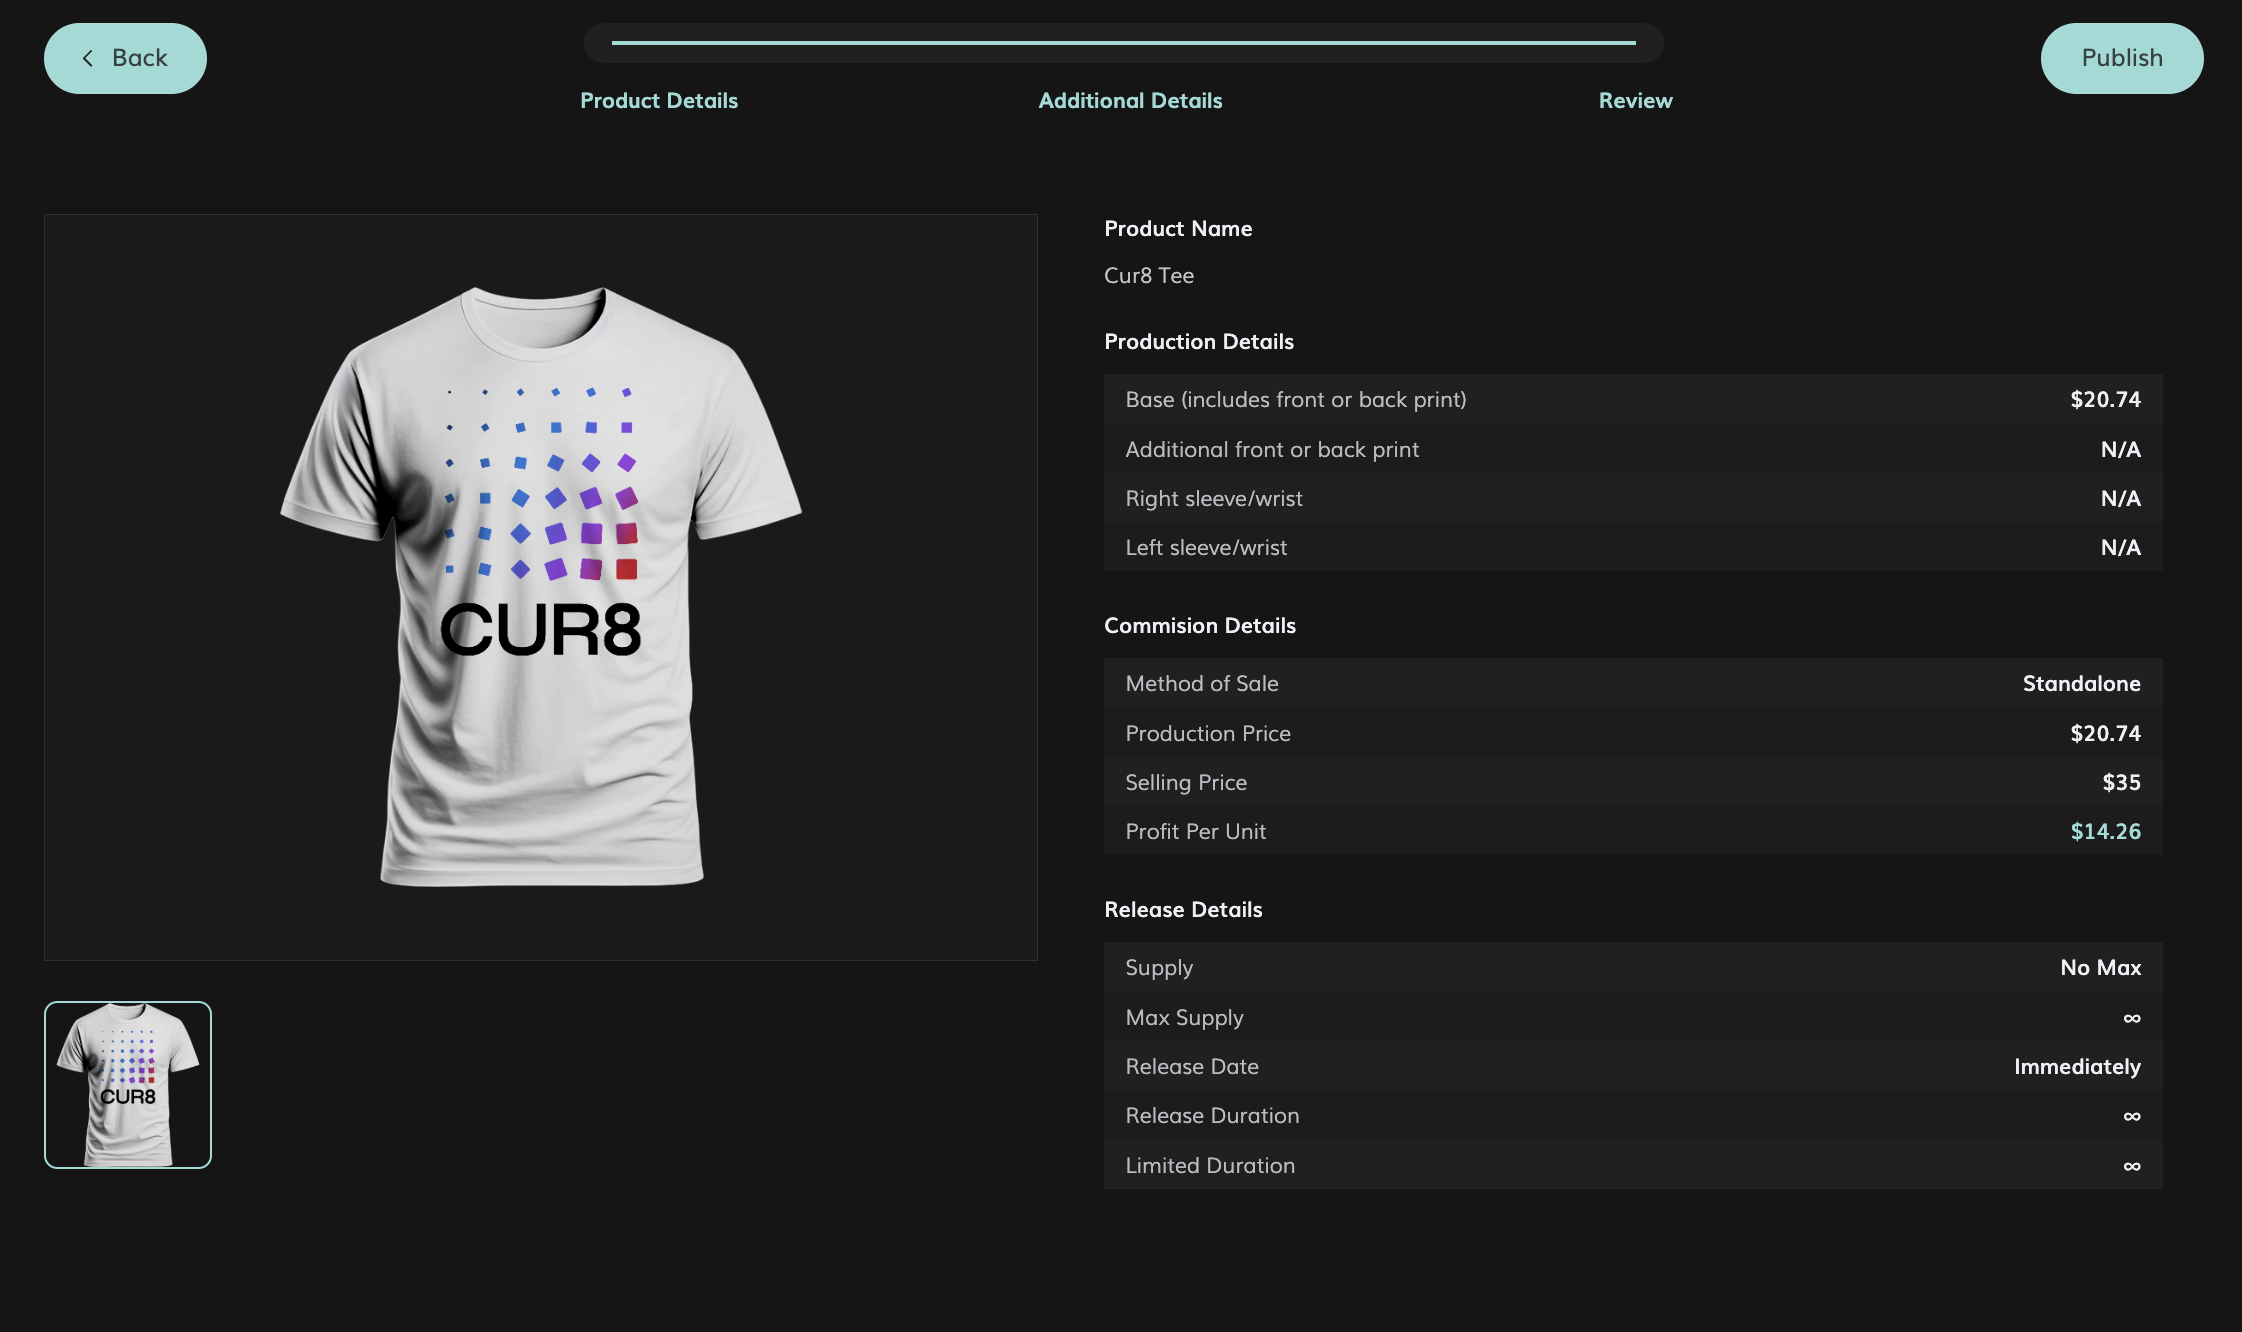 Back
Publish
Product Details
Additional Details
Review
CUR8
CUR8
Product Name
Cur8 Tee
Production Details
Base (includes front or back print) $20.74
Additional front or back print N/A
Right sleeve/wrist N/A
Left sleeve/wrist N/A
Commision Details
Method of Sale Standalone
Production Price $20.74
Selling Price $35
Profit Per Unit $14.26
Release Details
Supply No Max
Max Supply ∞
Release Date Immediately
Release Duration ∞
Limited Duration ∞